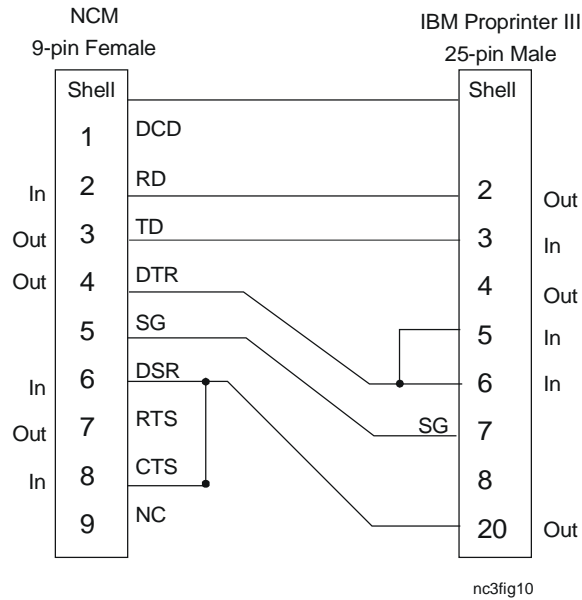 NCM
9-pin Female
IBM Proprinter III
25-pin Male
Shell
Shell
1 DCD
In 2 RD 2 Out
Out 3 TD 3 In
Out 4 DTR 4 Out
5 SG 5 In
In 6 DSR 6 In
Out 7 RTS SG 7
In 8 CTS 8
9 NC 20 Out
nc3fig10